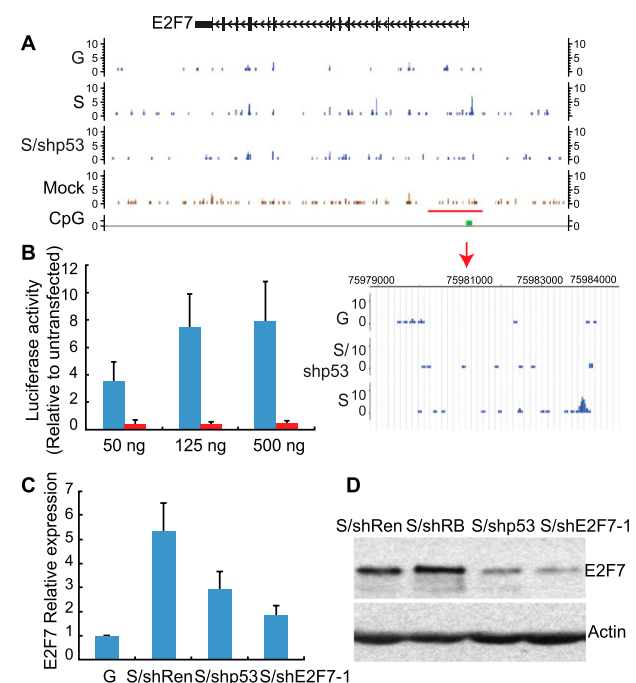 E2F7
A
G
10
5
0
10
5
0
S
10
5
0
10
5
0
S/shp53
10
5
0
10
5
0
Mock
10
5
0
10
5
0
CpG
B
Luciferase activity
(Relative to untransfected)
12
10
8
6
4
2
0
50 ng
125 ng
500 ng
75979000
75981000
75983000
75984000
G
10
0
S/
shp53
10
0
S
10
0
C
E2F7 Relative expression
7
6
5
4
3
2
1
0
G
S/shRen
S/shp53
S/shE2F7-1
D
S/shRen
S/shRB
S/shp53
S/shE2F7-1
E2F7
Actin